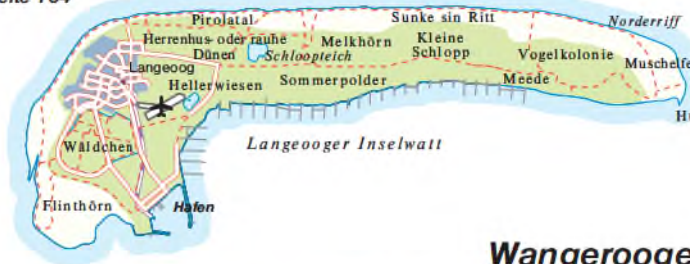 Pirolatal
Sunke sin Ritt
Norderriff
Herrenhus- oder rauhe
Dünen
Melkhörn
Kleine
Schlopp
Schloopteich
Vogelkolonie
Muschelfe
Langeoog
Hellerwiesen
Sommerpolder
Meede
Langeooger Inselwatt
Wäldchen
Flinthörn
Hafen
Wangerooge